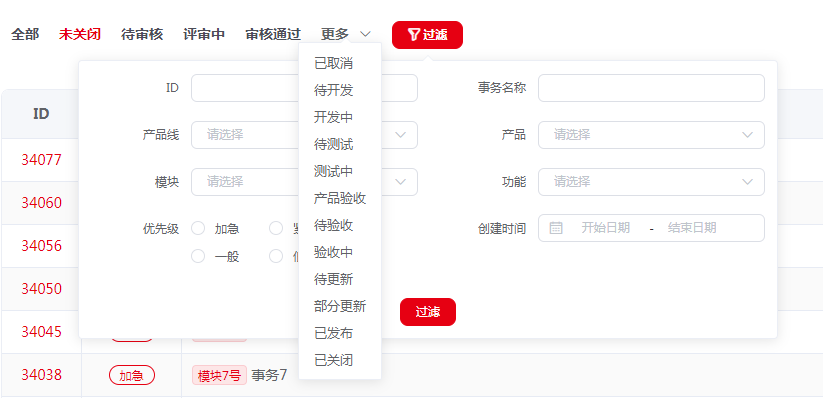 全部 未关闭 待审核 评审中 审核通过 更多 过滤
已取消
待开发
开发中
待测试
测试中
产品验收
待验收
验收中
待更新
部分更新
已发布
已关闭
ID 事务名称
产品线 请选择 产品 请选择
模块 请选择 功能 请选择
优先级 加急 创建时间 开始日期 - 结束日期
一般
过滤
ID
34077
34060
34056
34050
34045
34038 加急 模块7号 事务7